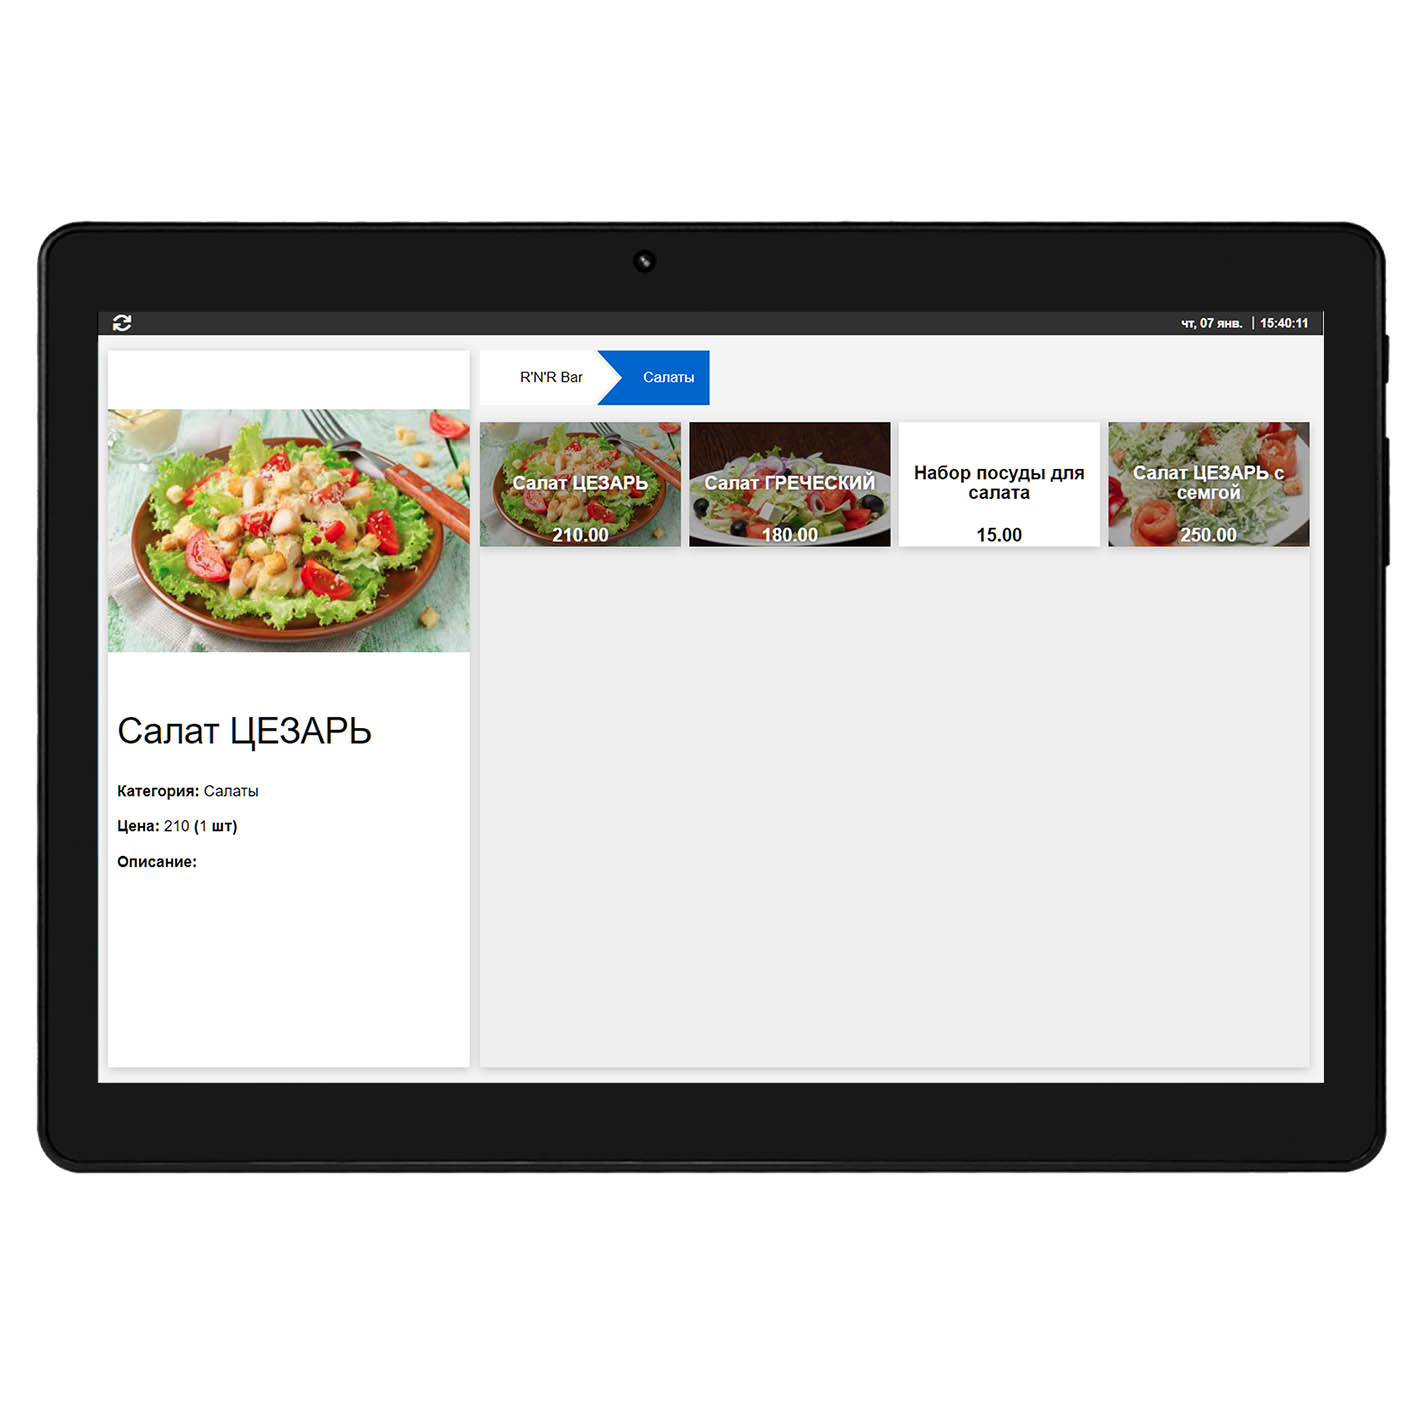 чт, 07 янв. | 15:40:11
R'N'R Bar
Салаты
Салат ЦЕЗАРЬ
210.00
Салат ГРЕЧЕСКИЙ
180.00
Набор посуды для
салата
15.00
Салат ЦЕЗАРЬ с
семгой
250.00
Салат ЦЕЗАРЬ
Категория: Салаты
Цена: 210 (1 шт)
Описание: